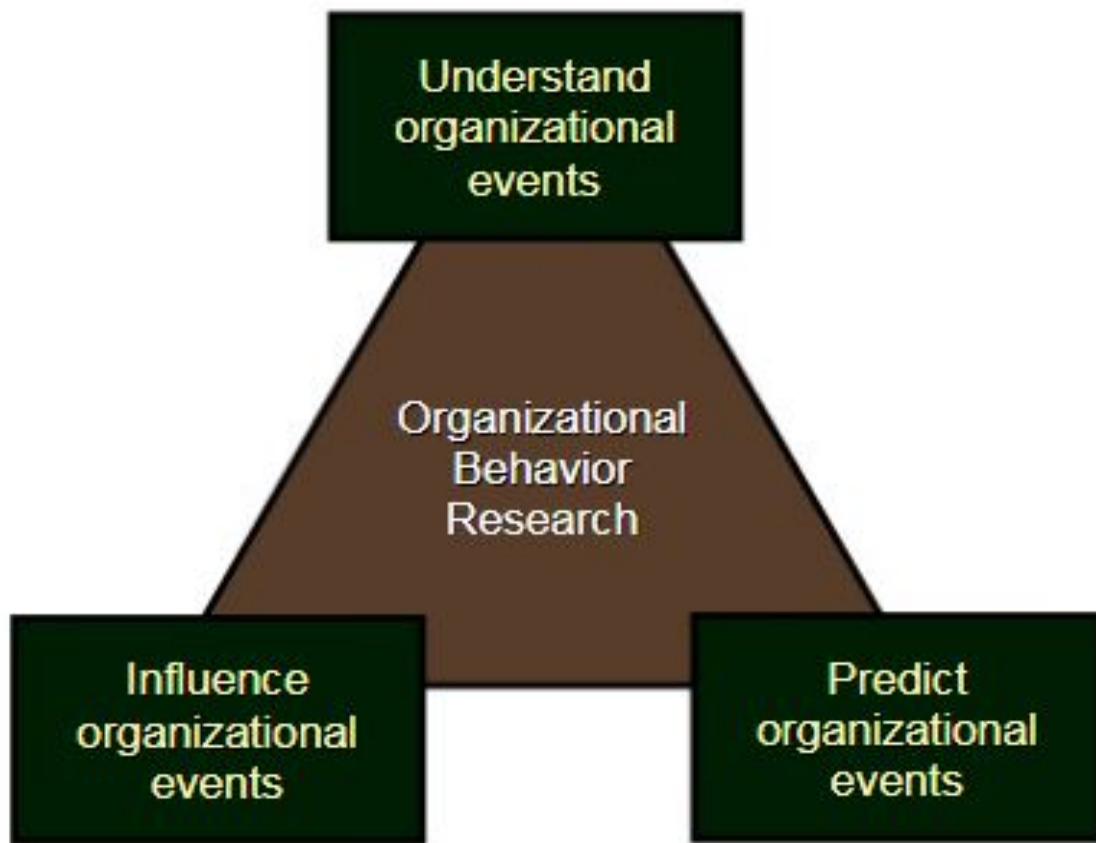 Understand
organizational
events
Organizational
Behavior
Research
Influence
organizational
events
Predict
organizational
events